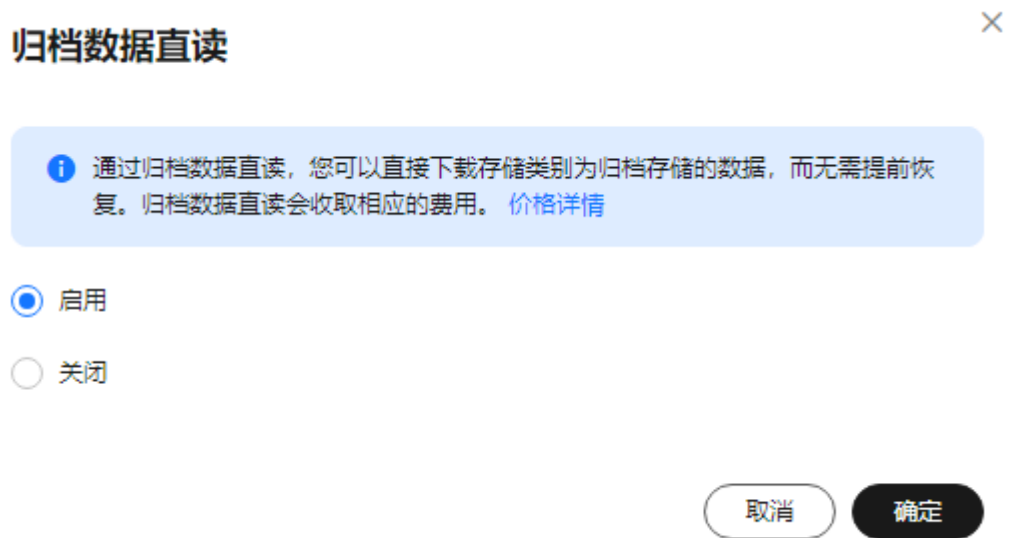 归档数据直读
通过归档数据直读，您可以直接下载存储类别为归档存储的数据，而无需提前恢
复。归档数据直读会收取相应的费用。 价格详情
启用
关闭
取消
确定